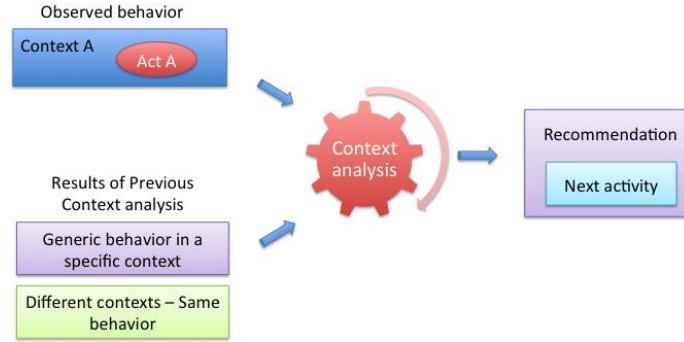 Observed behavior
Context A
Act A
Context
analysis
Recommendation
Next activity
Results of Previous
Context analysis
Generic behavior in a
specific context
Different contexts – Same
behavior